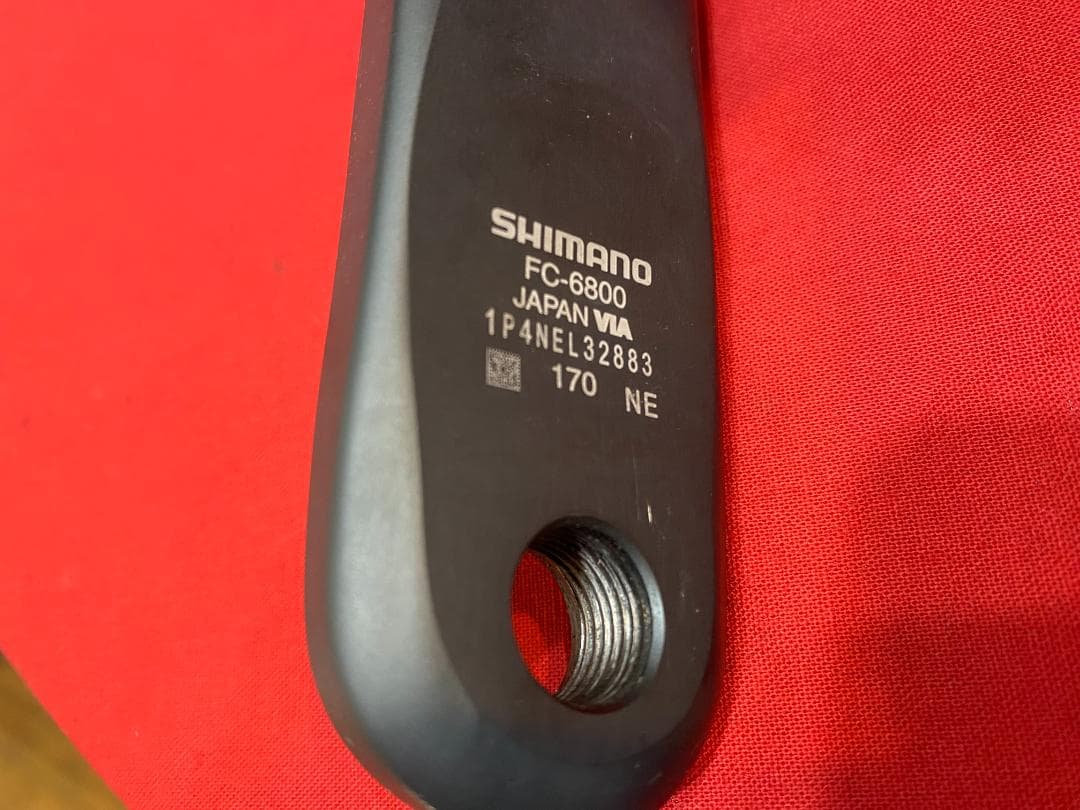 SHIMANO
FC-6800
JAPAN VIA
1P4NEL32883
170 NE